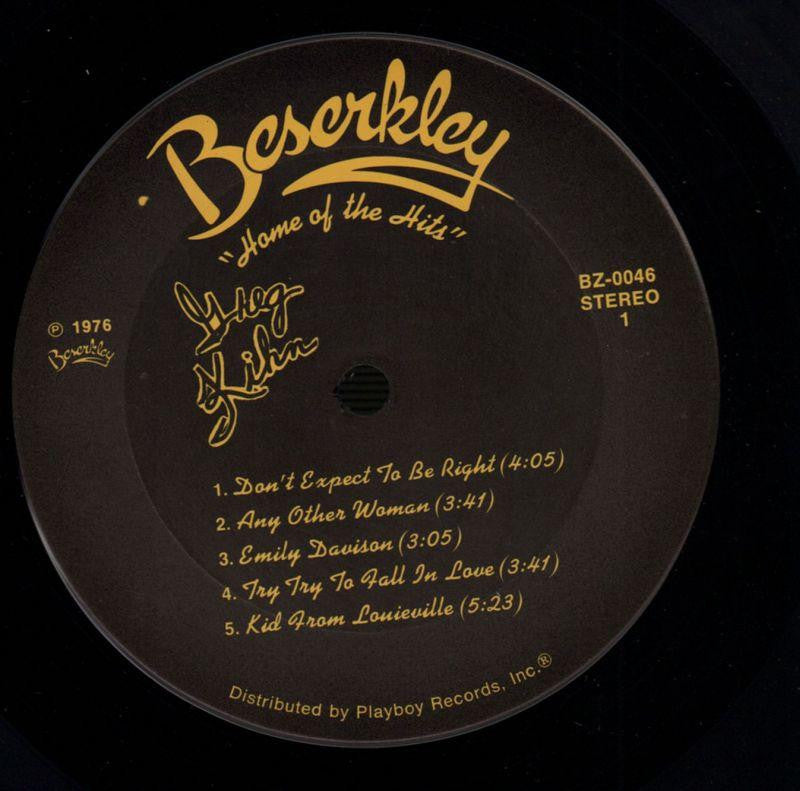 Beserkley
"Home of the Hits"
Greg
Kihn
℗ 1976
Beserkley
BZ-0046
STEREO
1
1. Don't Expect To Be Right (4:05)
2. Any Other Woman (3:41)
3. Emily Davison (3:05)
4. Try Try To Fall In Love (3:41)
5. Kid From Louieville (5:23)
Distributed by Playboy Records, Inc.®